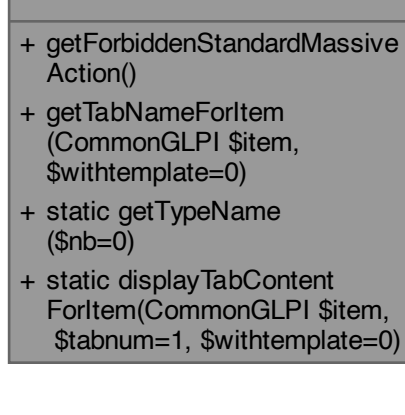 + getForbiddenStandardMassive
Action()
+ getTabNameForItem
(CommonGLPI $item,
$withtemplate=0)
+ static getTypeName
($nb=0)
+ static displayTabContent
ForItem(CommonGLPI $item,
$tabnum=1, $withtemplate=0)